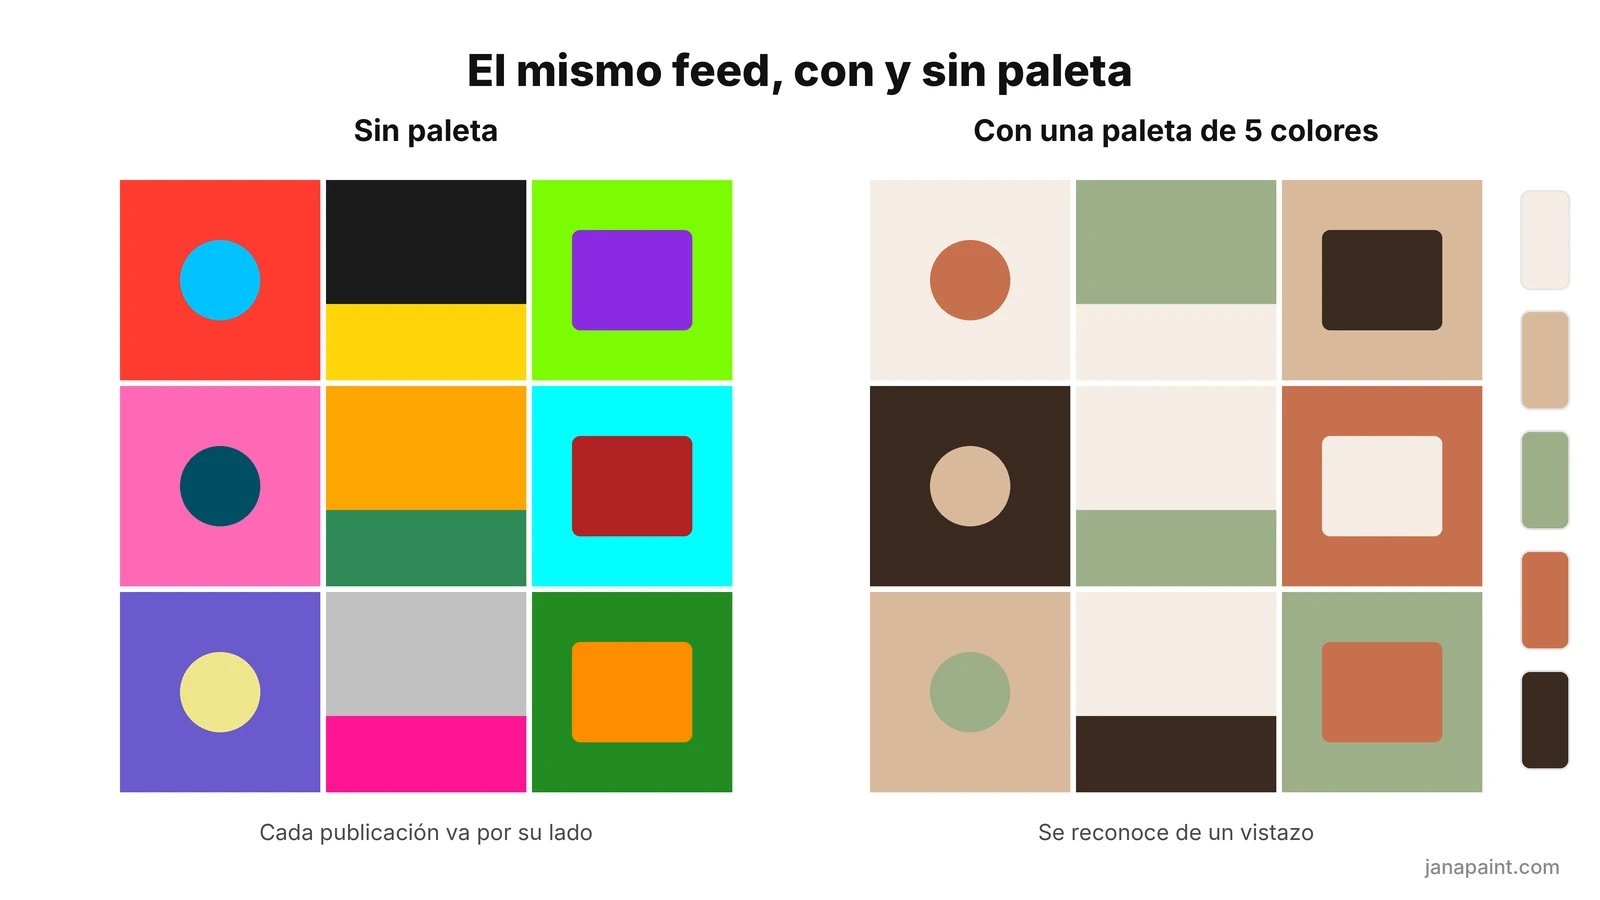 El mismo feed, con y sin paleta
Sin paleta
Con una paleta de 5 colores
Cada publicación va por su lado
Se reconoce de un vistazo
janapaint.com